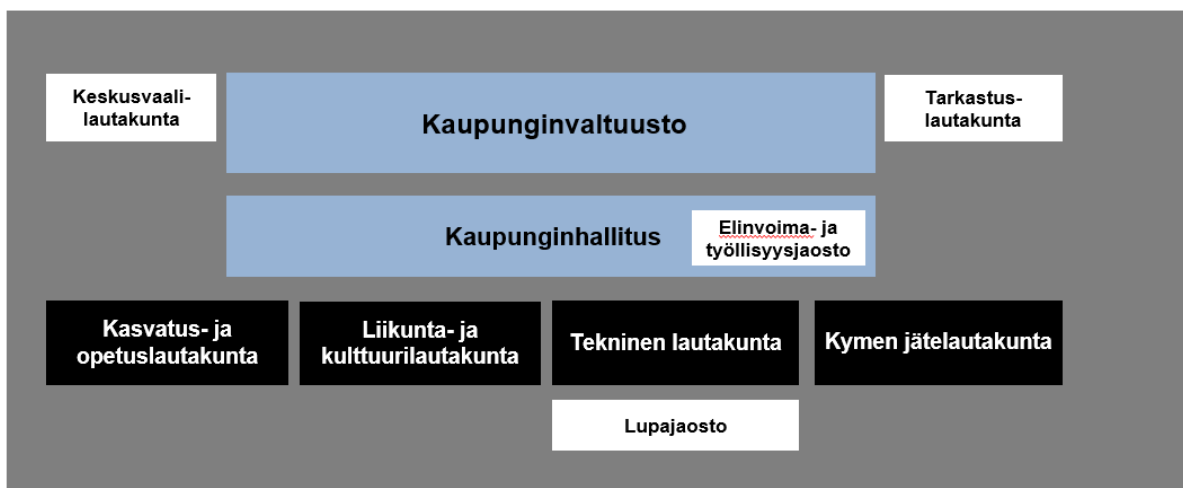 Keskusvaali-
lautakunta
Kaupunginvaltuusto
Tarkastus-
lautakunta
Kaupunginhallitus
Elinvoima- ja
työllisyysjaosto
Kasvatus- ja
opetuslautakunta
Liikunta- ja
kulttuurilautakunta
Tekninen lautakunta
Kymen jätelautakunta
Lupajaosto